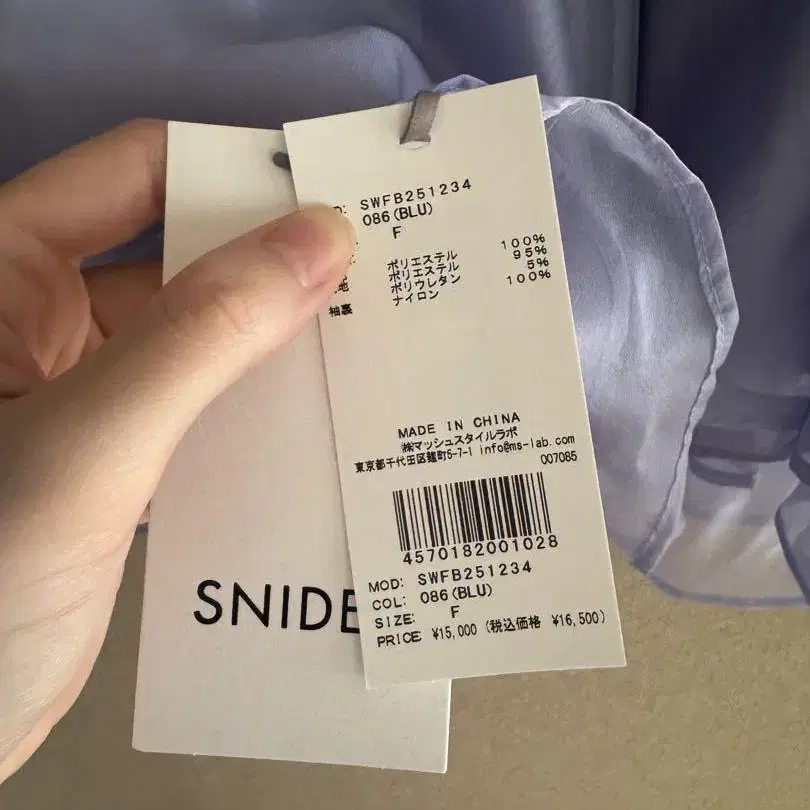 SWFB251234
086(BLU)
F
ポリエステル 100%
ポリエステル 95%
ポリウレタン 5%
袖裏 ナイロン 100%
MADE IN CHINA
㈱マッシュスタイルラボ
東京都千代田区麹町5-7-1 info@ms-lab.com
007085
4570182001028
MOD: SWFB251234
COL: 086(BLU)
SIZE: F
PRICE ¥15,000 (税込価格 ¥16,500)
SNIDE